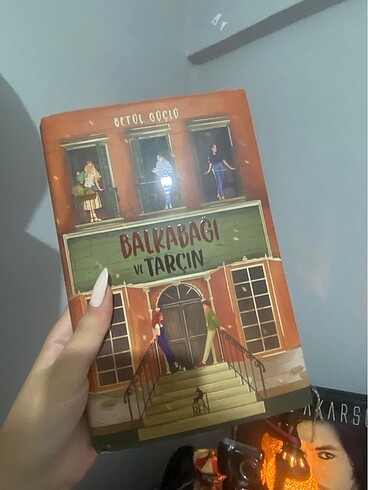 BETÜL GÜÇLÜ
BALKABAĞI
VE TARÇIN